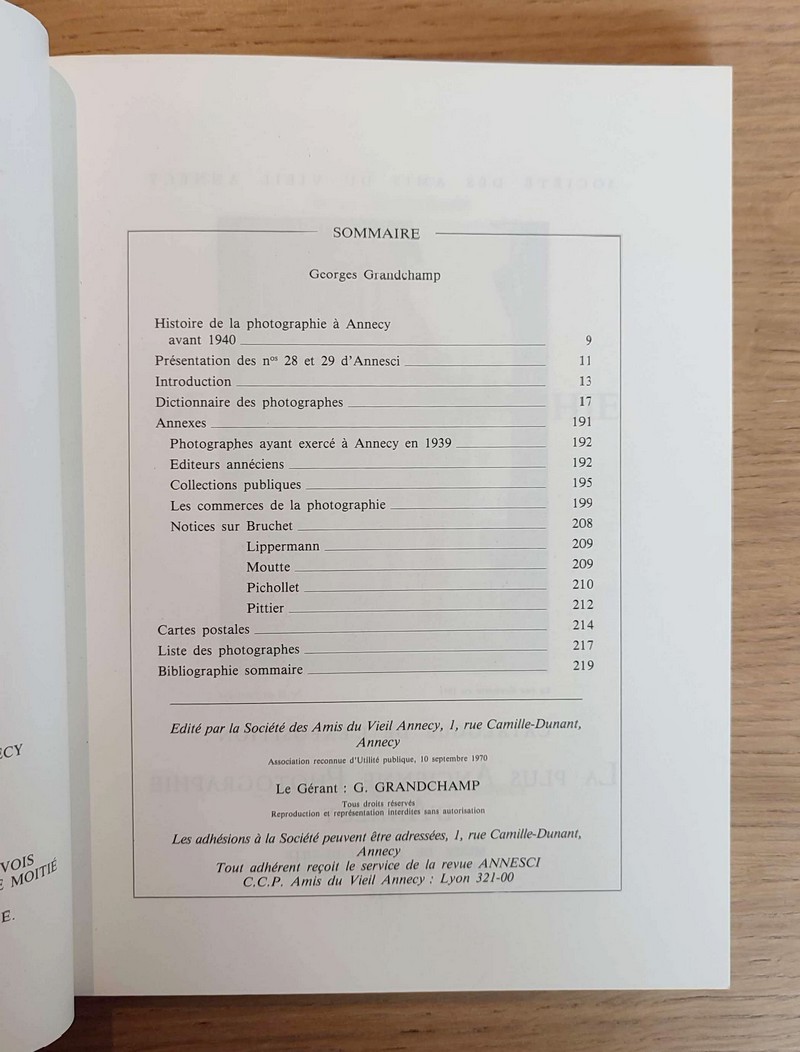 SOMMAIRE
Georges Grandchamp
Histoire de la photographie à Annecy
avant 1940 9
Présentation des nos 28 et 29 d'Annesci 11
Introduction 13
Dictionnaire des photographes 17
Annexes 191
Photographes ayant exercé à Annecy en 1939 192
Editeurs annéciens 192
Collections publiques 195
Les commerces de la photographie 199
Notices sur Bruchet 208
Lippermann 209
Moutte 209
Pichollet 210
Pittier 212
Cartes postales 214
Liste des photographes 217
Bibliographie sommaire 219
Edité par la Société des Amis du Vieil Annecy, 1, rue Camille-Dunant,
Annecy
Association reconnue d'Utilité publique, 10 septembre 1970
Le Gérant : G. GRANDCHAMP
Tous droits réservés
Reproduction et représentation interdites sans autorisation
Les adhésions à la Société peuvent être adressées, 1, rue Camille-Dunant,
Annecy
Tout adhérent reçoit le service de la revue ANNESCI
C.C.P. Amis du Vieil Annecy : Lyon 321-00
ECY
VOIS
E MOITIÉ
E.